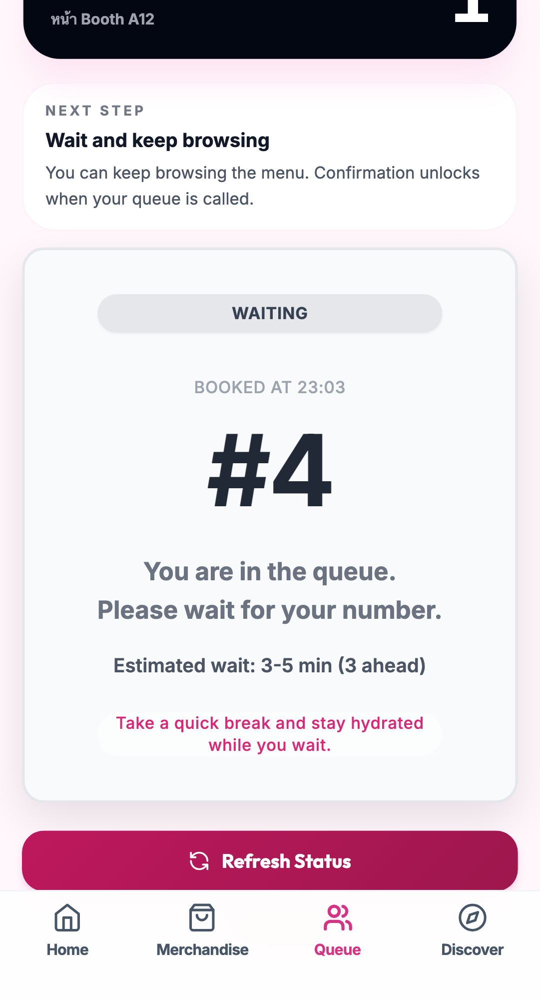 หน้า Booth A12
NEXT STEP
Wait and keep browsing
You can keep browsing the menu. Confirmation unlocks
when your queue is called.
WAITING
BOOKED AT 23:03
#4
You are in the queue.
Please wait for your number.
Estimated wait: 3-5 min (3 ahead)
Take a quick break and stay hydrated
while you wait.
Refresh Status
Home
Merchandise
Queue
Discover